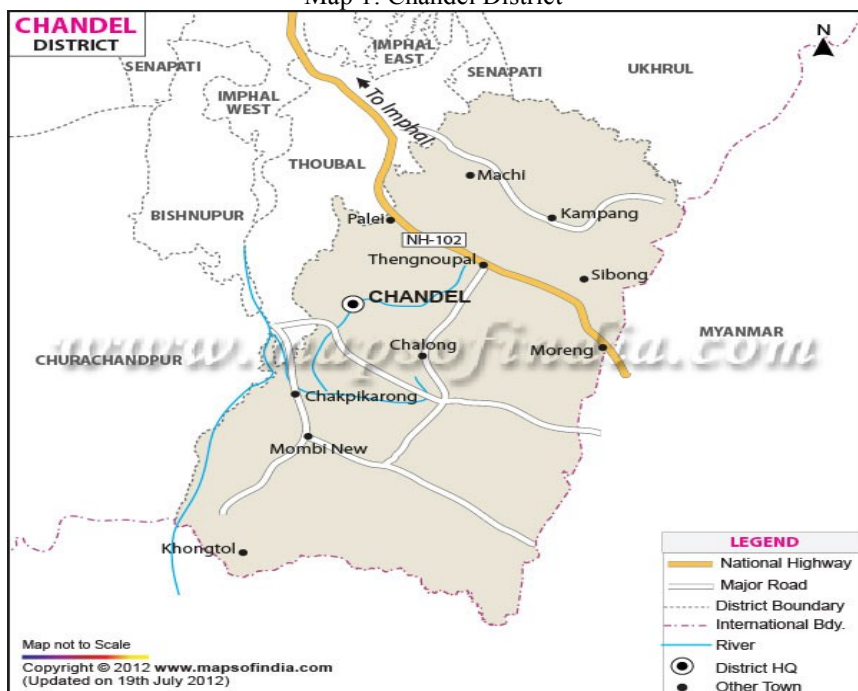 Map 1: Chandel District
CHANDEL
DISTRICT
N
SENAPATI
IMPHAL
EAST
SENAPATI
UKHRUL
IMPHAL
WEST
To Imphal
THOUBAL
Machi
BISHNUPUR
Palei
Kampang
NH-102
Thengnoupal
Sibong
CHANDEL
MYANMAR
www.mapsofindia.com
CHURACHANDPUR
Chalong
Moreng
Chakpikarong
Mombi New
Khongtol
LEGEND
National Highway
Major Road
District Boundary
International Bdy.
River
District HQ
Other Town
Map not to Scale
Copyright © 2012 www.mapsofindia.com
(Updated on 19th July 2012)